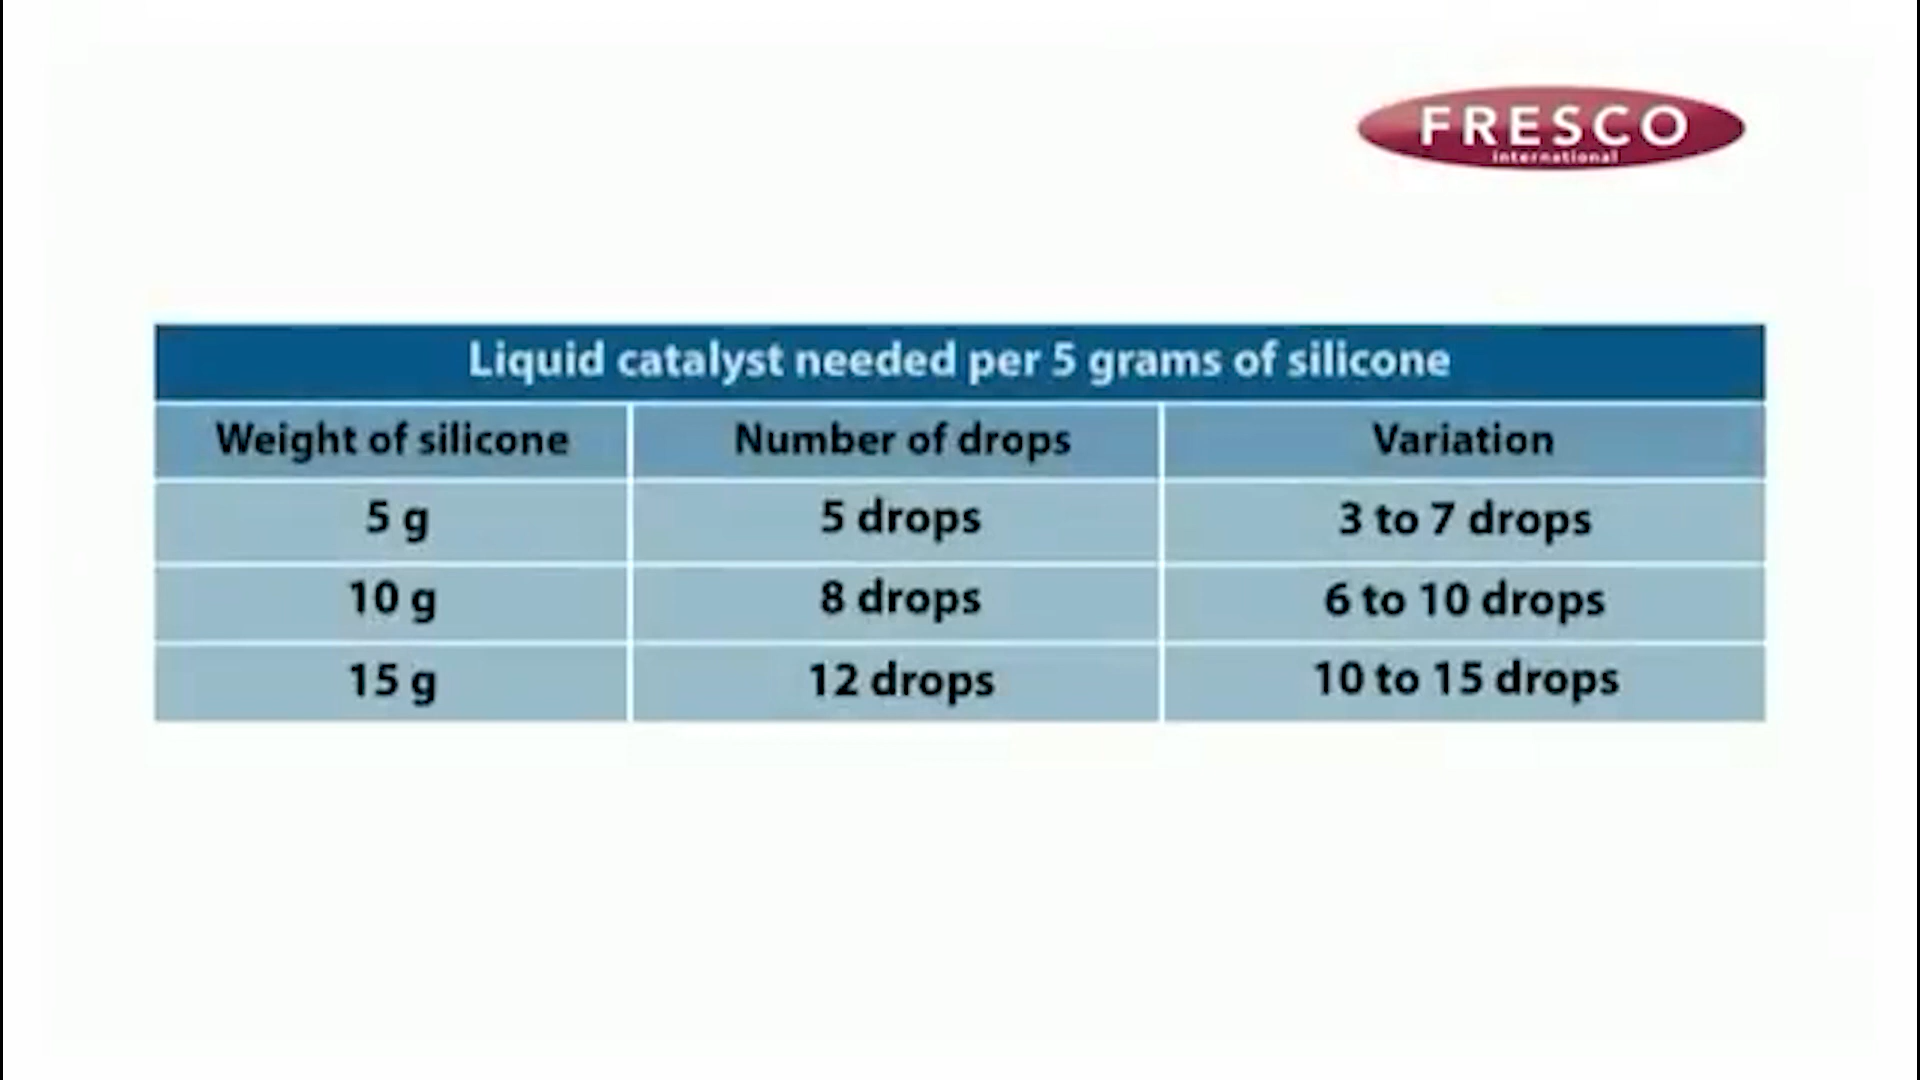 FRESCO
international
Liquid catalyst needed per 5 grams of silicone
Weight of silicone Number of drops Variation
5 g 5 drops 3 to 7 drops
10 g 8 drops 6 to 10 drops
15 g 12 drops 10 to 15 drops